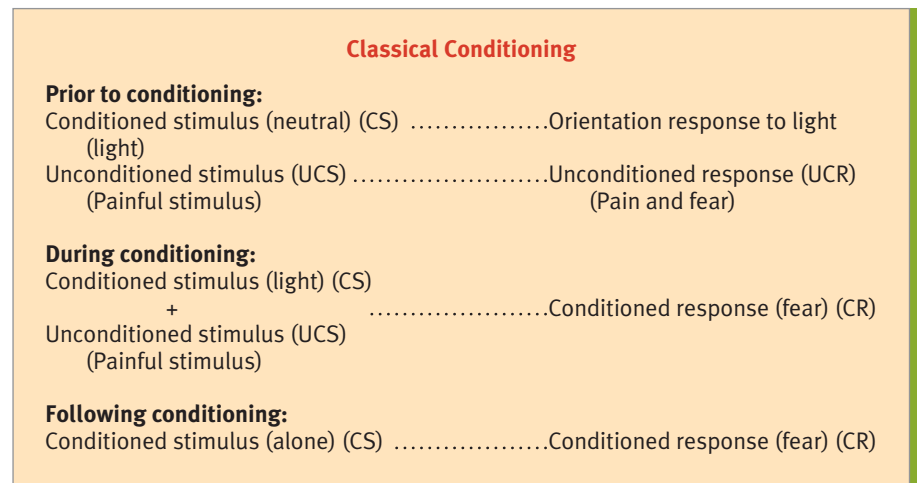 Classical Conditioning
Prior to conditioning:
Conditioned stimulus (neutral) (CS) .................Orientation response to light
(light)
Unconditioned stimulus (UCS) ........................Unconditioned response (UCR)
(Painful stimulus) (Pain and fear)
During conditioning:
Conditioned stimulus (light) (CS)
+ ......................Conditioned response (fear) (CR)
Unconditioned stimulus (UCS)
(Painful stimulus)
Following conditioning:
Conditioned stimulus (alone) (CS) ...................Conditioned response (fear) (CR)